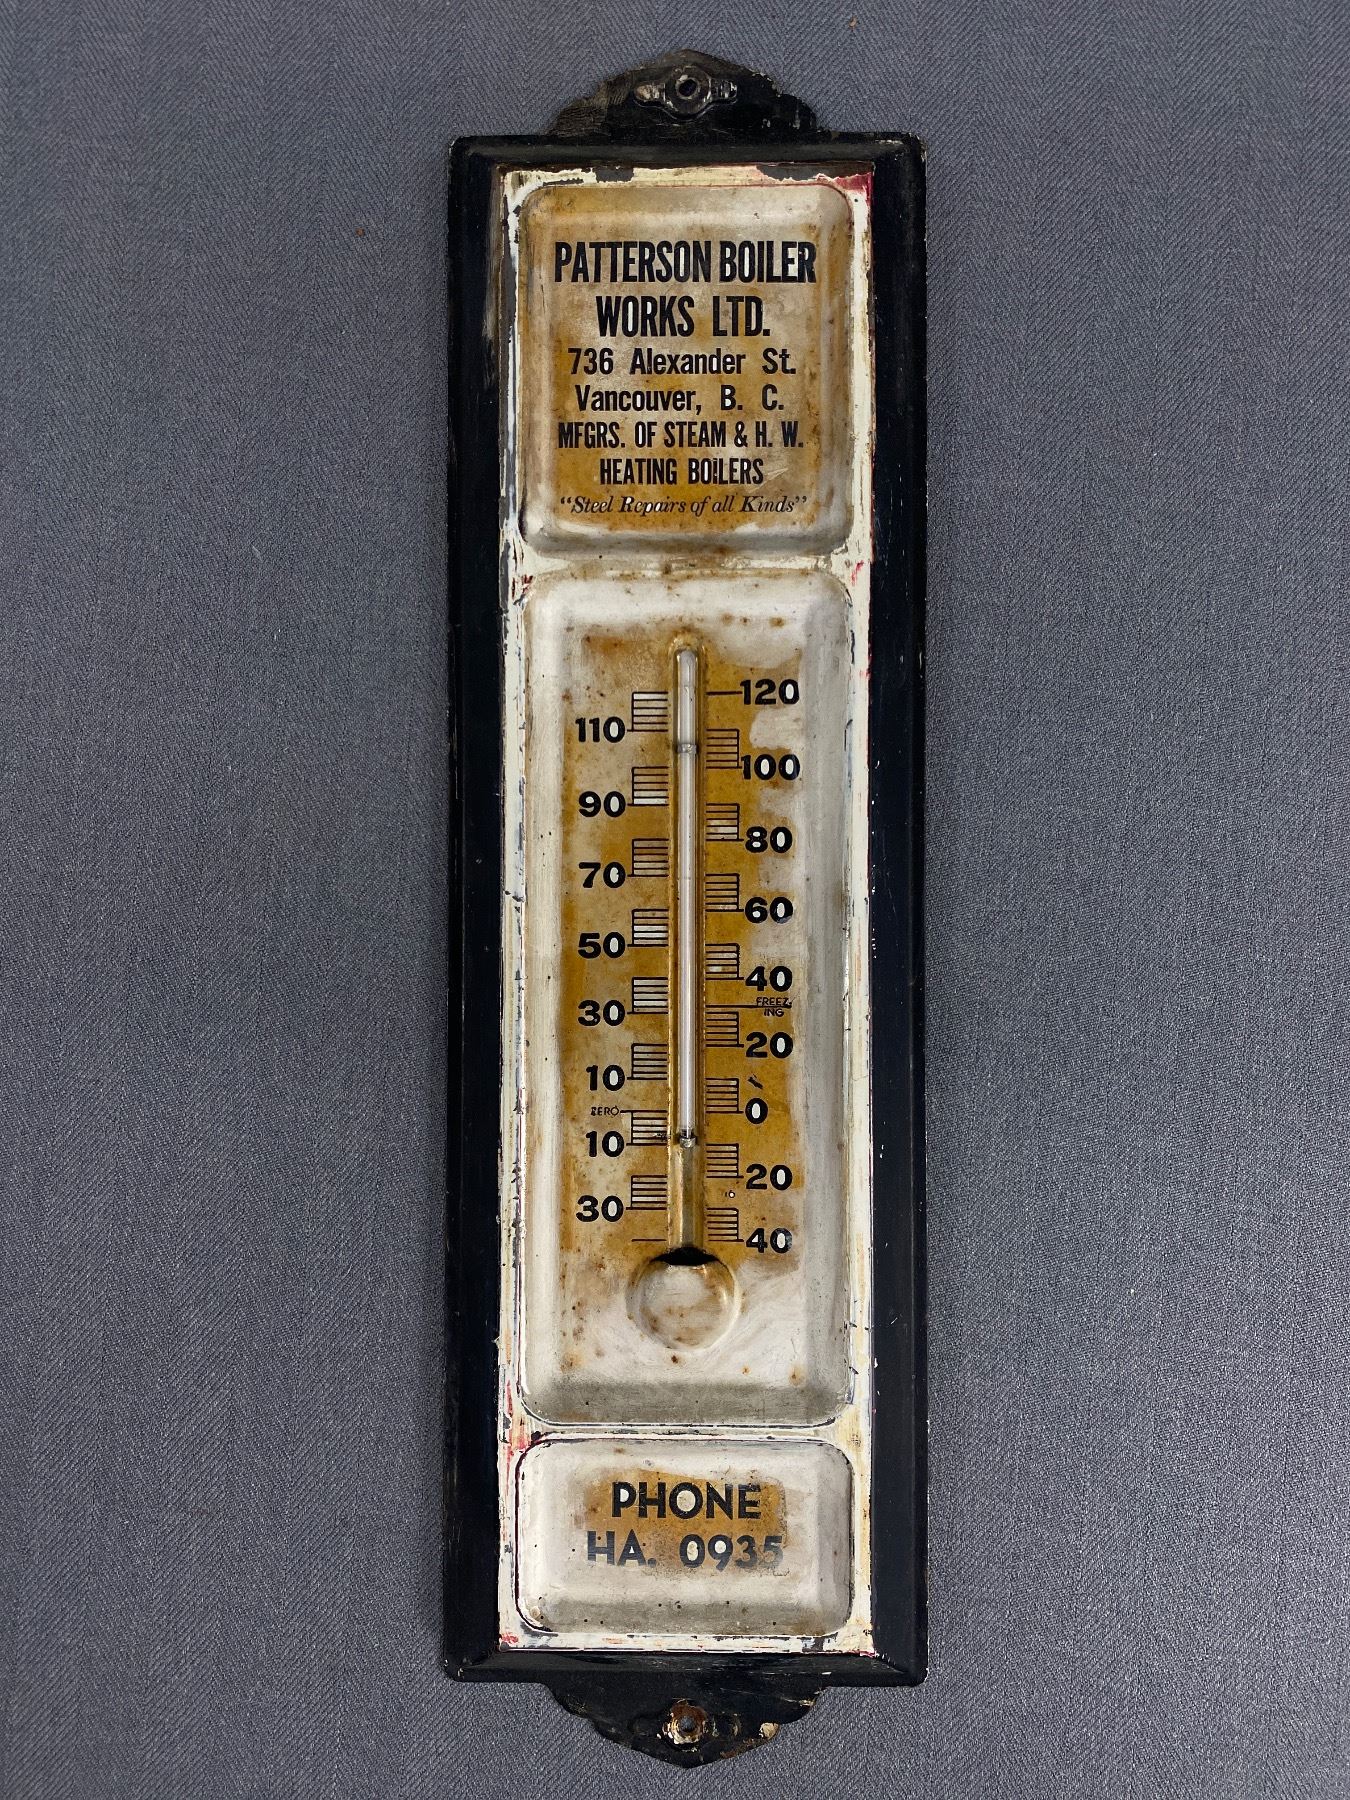 PATTERSON BOILER
WORKS LTD.
736 Alexander St.
Vancouver, B. C.
MFGRS. OF STEAM & H. W.
HEATING BOILERS
"Steel Repairs of all Kinds"
120
110
100
90
80
70
60
50
40
FREEZ-
ING
30
20
10
ZERO
0
10
20
30
40
PHONE
HA. 0935